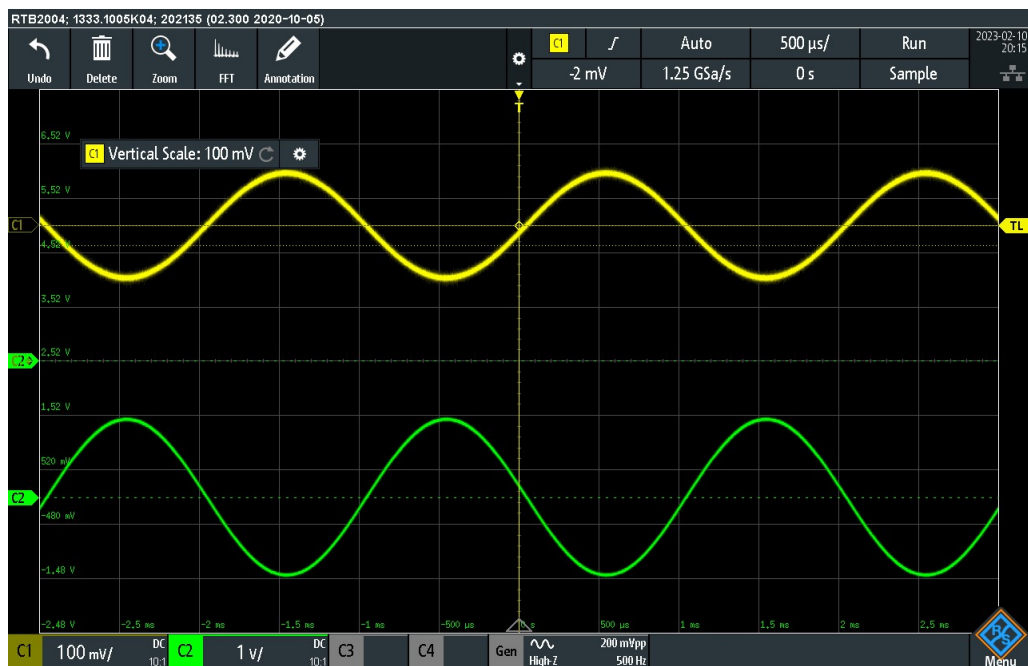 RTB2004; 1333.1005K04; 202135 (02.300 2020-10-05)
Undo Delete Zoom FFT Annotation
C1 Auto 500 µs/ Run 2023-02-10
20:15
-2 mV 1.25 GSa/s 0 s Sample
T
6,52 V
C1 Vertical Scale: 100 mV
5,52 V
C1 TL
4,52 V
3,52 V
C2 2,52 V
1,52 V
520 mV
C2
-480 mV
-1,48 V
-2,48 V -2,5 ms -2 ms -1,5 ms -1 ms -500 µs 0 s 500 µs 1 ms 1,5 ms 2 ms 2,5 ms
C1 100 mV/ DC 10:1 C2 1 V/ DC 10:1 C3 C4 Gen High-Z 200 mVpp 500 Hz R&S Menu